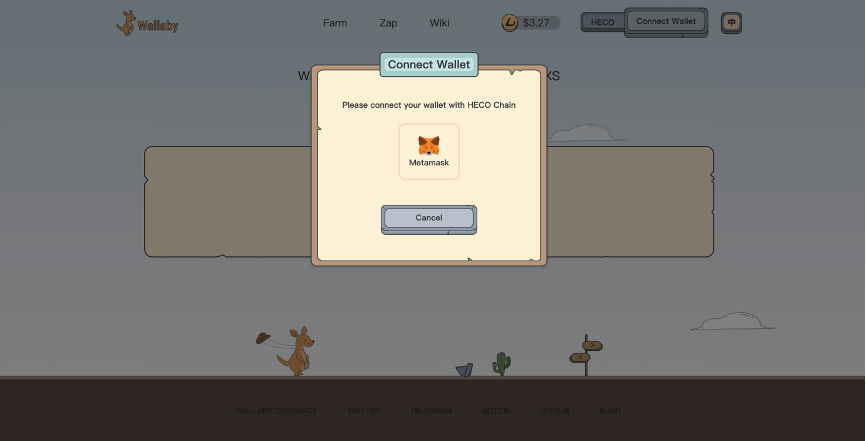 Wallaby
Farm
Zap
Wiki
$3.27
HECO
Connect Wallet
中
Connect Wallet
Please connect your wallet with HECO Chain
Metamask
Cancel
WALLABY CONTRACT
TWITTER
TELEGRAM
NOTION
GITHUB
AUDIT